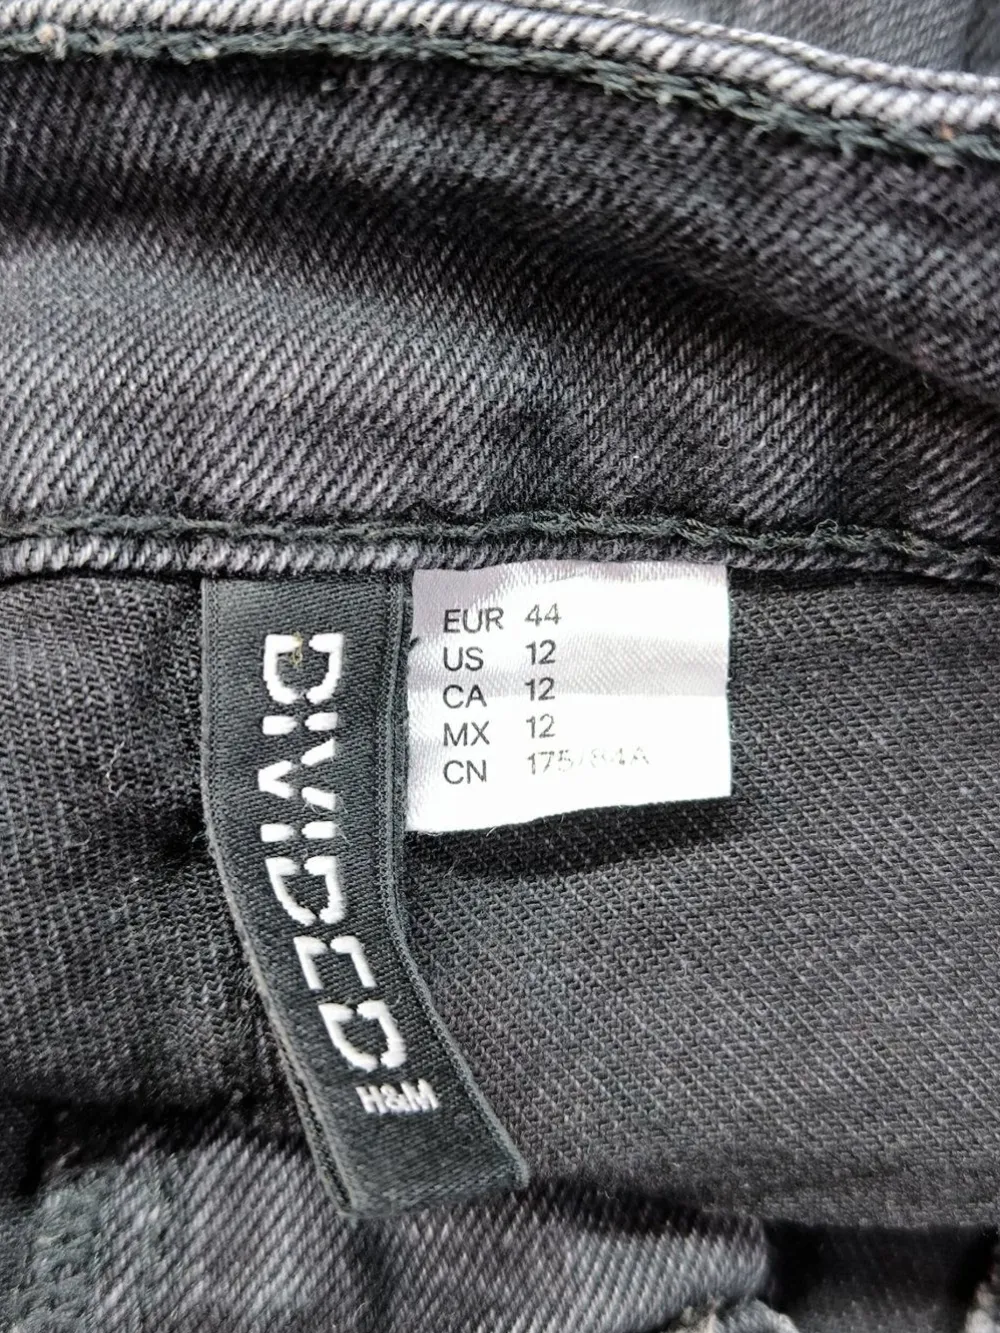 DIVIDED
H&M
EUR 44
US 12
CA 12
MX 12
CN 175/84A